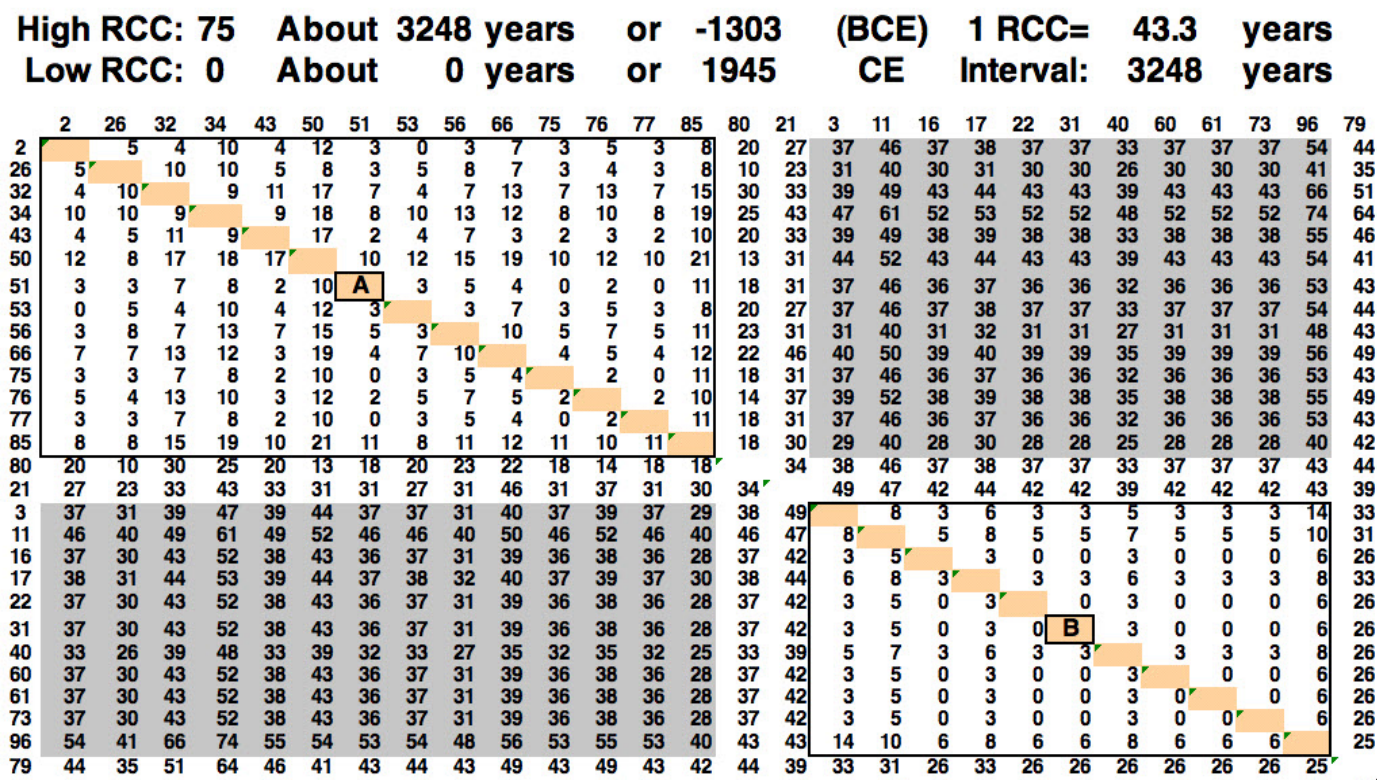 High RCC: 75 About 3248 years or -1303 (BCE) 1 RCC= 43.3 years
Low RCC: 0 About 0 years or 1945 CE Interval: 3248 years
2 26 32 34 43 50 51 53 56 66 75 76 77 85 80 21 3 11 16 17 22 31 40 60 61 73 96 79
2 5 4 10 4 12 3 0 3 7 3 5 3 8 20 27 37 46 37 38 37 37 33 37 37 37 54 44
26 5 10 10 5 8 3 5 8 7 3 4 3 8 10 23 31 40 30 31 30 30 26 30 30 30 41 35
32 4 10 9 11 17 7 4 7 13 7 13 7 15 30 33 39 49 43 44 43 43 39 43 43 43 66 51
34 10 10 9 9 18 8 10 13 12 8 10 8 19 25 43 47 61 52 53 52 52 48 52 52 52 74 64
43 4 5 11 9 17 2 4 7 3 2 3 2 10 20 33 39 49 38 39 38 38 33 38 38 38 55 46
50 12 8 17 18 17 10 12 15 19 10 12 10 21 13 31 44 52 43 44 43 43 39 43 43 43 54 41
51 3 3 7 8 2 10 A 3 5 4 0 2 0 11 18 31 37 46 36 37 36 36 32 36 36 36 53 43
53 0 5 4 10 4 12 3 3 7 3 5 3 8 20 27 37 46 37 38 37 37 33 37 37 37 54 44
56 3 8 7 13 7 15 5 3 10 5 7 5 11 23 31 31 40 31 32 31 31 27 31 31 31 48 43
66 7 7 13 12 3 19 4 7 10 4 5 4 12 22 46 40 50 39 40 39 39 35 39 39 39 56 49
75 3 3 7 8 2 10 0 3 5 4 2 0 11 18 31 37 46 36 37 36 36 32 36 36 36 53 43
76 5 4 13 10 3 12 2 5 7 5 2 2 10 14 37 39 52 38 39 38 38 35 38 38 38 55 49
77 3 3 7 8 2 10 0 3 5 4 0 2 11 18 31 37 46 36 37 36 36 32 36 36 36 53 43
85 8 8 15 19 10 21 11 8 11 12 11 10 11 18 30 29 40 28 30 28 28 25 28 28 28 40 42
80 20 10 30 25 20 13 18 20 23 22 18 14 18 18 34 38 46 37 38 37 37 33 37 37 37 43 44
21 27 23 33 43 33 31 31 27 31 46 31 37 31 30 34 49 47 42 44 42 42 39 42 42 42 43 39
3 37 31 39 47 39 44 37 37 31 40 37 39 37 29 38 49 8 3 6 3 3 5 3 3 3 14 33
11 46 40 49 61 49 52 46 46 40 50 46 52 46 40 46 47 8 5 8 5 5 7 5 5 5 10 31
16 37 30 43 52 38 43 36 37 31 39 36 38 36 28 37 42 3 5 3 0 0 3 0 0 0 6 26
17 38 31 44 53 39 44 37 38 32 40 37 39 37 30 38 44 6 8 3 3 3 6 3 3 3 8 33
22 37 30 43 52 38 43 36 37 31 39 36 38 36 28 37 42 3 5 0 3 0 3 0 0 0 6 26
31 37 30 43 52 38 43 36 37 31 39 36 38 36 28 37 42 3 5 0 3 0 B 3 0 0 0 6 26
40 33 26 39 48 33 39 32 33 27 35 32 35 32 25 33 39 5 7 3 6 3 3 3 3 3 8 26
60 37 30 43 52 38 43 36 37 31 39 36 38 36 28 37 42 3 5 0 3 0 0 3 0 0 6 26
61 37 30 43 52 38 43 36 37 31 39 36 38 36 28 37 42 3 5 0 3 0 0 3 0 0 6 26
73 37 30 43 52 38 43 36 37 31 39 36 38 36 28 37 42 3 5 0 3 0 0 3 0 0 6 26
96 54 41 66 74 55 54 53 54 48 56 53 55 53 40 43 43 14 10 6 8 6 6 8 6 6 6 25
79 44 35 51 64 46 41 43 44 43 49 43 49 43 42 44 39 33 31 26 33 26 26 26 26 26 26 25